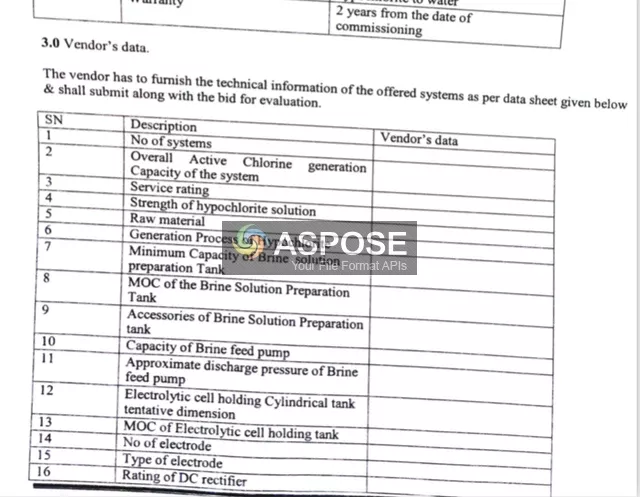 2 years from the date of
commissioning
3.0 Vendor's data.
The vendor has to furnish the technical information of the offered systems as per data sheet given below
& shall submit along with the bid for evaluation.
SN Description Vendor's data
1 No of systems
2 Overall Active Chlorine generation
Capacity of the system
3 Service rating
4 Strength of hypochlorite solution
5 Raw material
6 Generation Process of
7 Minimum Capacity of Brine solution
preparation Tank
ASPOSE
Your File Format APIs
8 MOC of the Brine Solution Preparation
Tank
9 Accessories of Brine Solution Preparation
tank
10 Capacity of Brine feed pump
11 Approximate discharge pressure of Brine
feed pump
12 Electrolytic cell holding Cylindrical tank
tentative dimension
13 MOC of Electrolytic cell holding tank
14 No of electrode
15 Type of electrode
16 Rating of DC rectifier